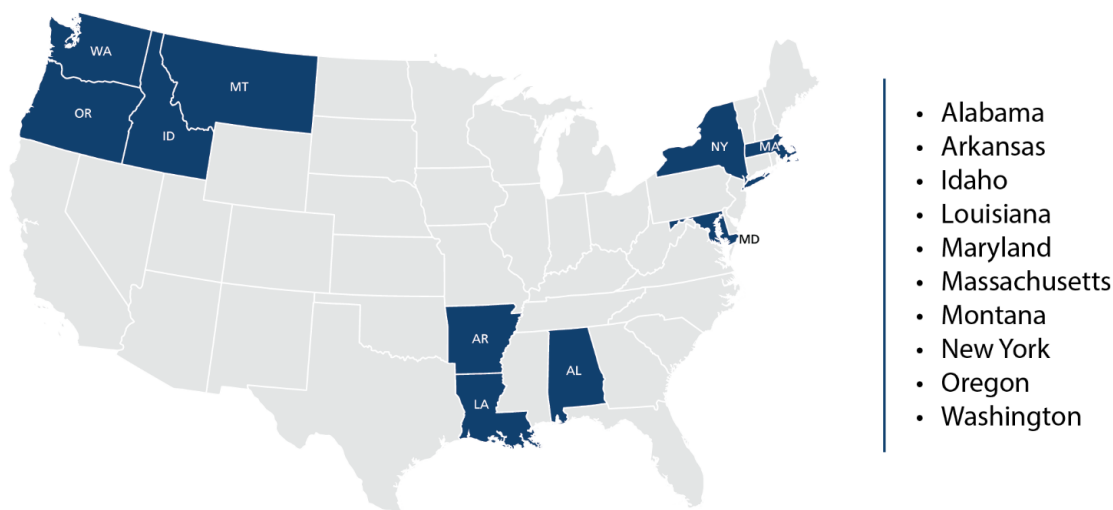 WA
MT
OR
ID
NY
MA
MD
AR
AL
LA
• Alabama
• Arkansas
• Idaho
• Louisiana
• Maryland
• Massachusetts
• Montana
• New York
• Oregon
• Washington